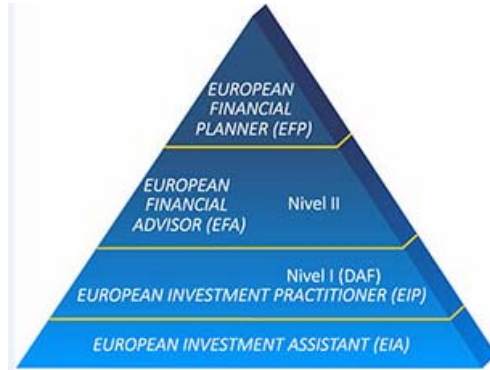 EUROPEAN
FINANCIAL
PLANNER (EFP)
EUROPEAN
FINANCIAL
ADVISOR (EFA)
Nivel II
Nivel I (DAF)
EUROPEAN INVESTMENT PRACTITIONER (EIP)
EUROPEAN INVESTMENT ASSISTANT (EIA)